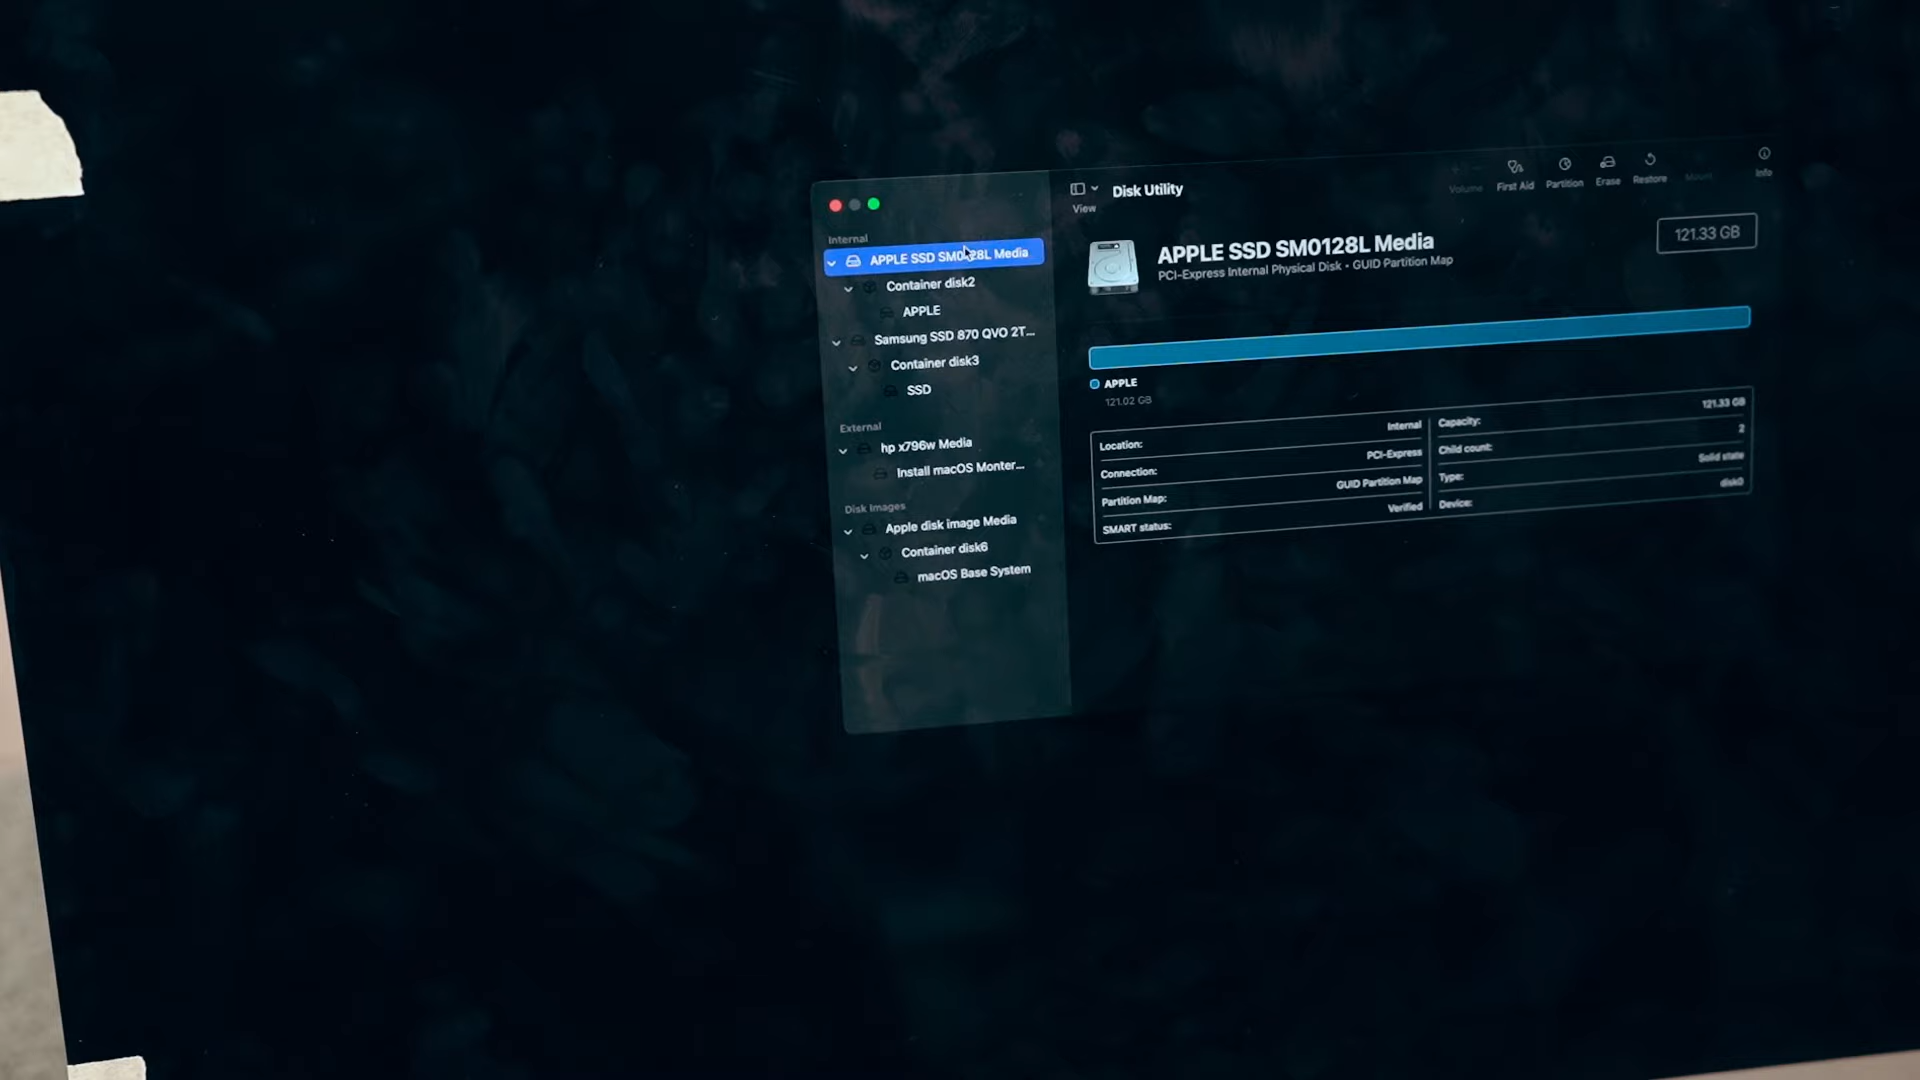 Disk Utility
View
Volume
First Aid
Partition
Erase
Restore
Mount
Info
Internal
APPLE SSD SM0128L Media
Container disk2
APPLE
Samsung SSD 870 QVO 2T...
Container disk3
SSD
External
hp x796w Media
Install macOS Monter...
Disk Images
Apple disk image Media
Container disk6
macOS Base System
APPLE SSD SM0128L Media
PCI-Express Internal Physical Disk • GUID Partition Map
121.33 GB
APPLE
121.02 GB
Location: Internal
Connection: PCI-Express
Partition Map: GUID Partition Map
SMART status: Verified
Capacity: 121.33 GB
Child count: 2
Type: Solid state
Device: disk0